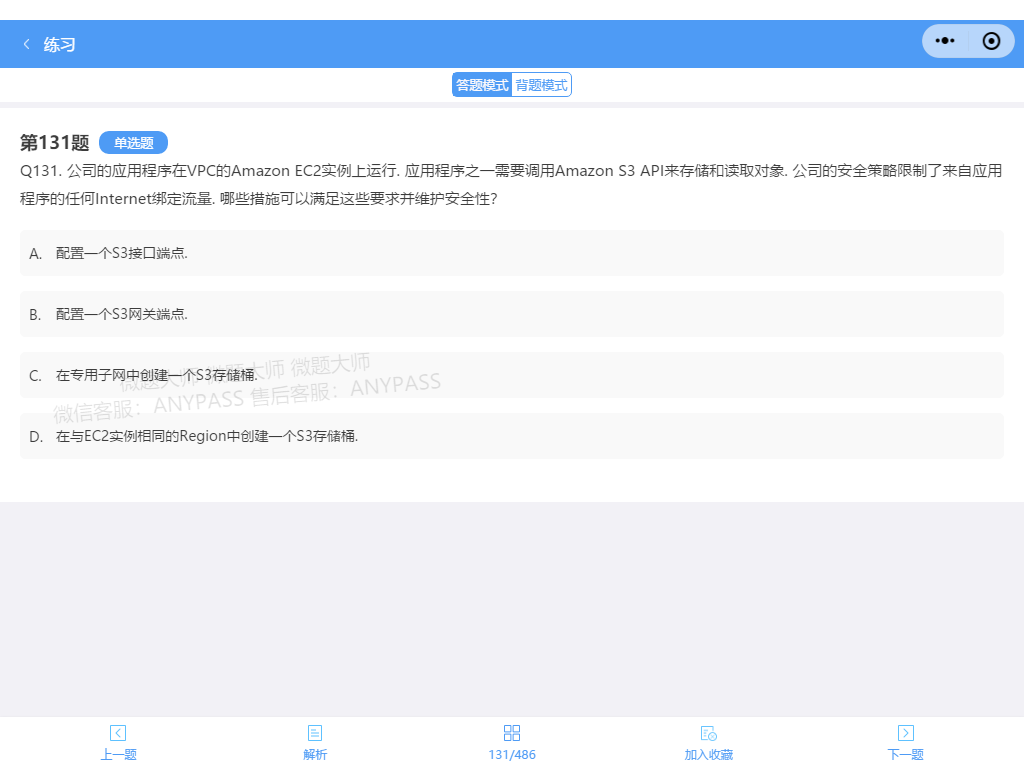 练习
答题模式 背题模式
第131题 单选题
Q131. 公司的应用程序在VPC的Amazon EC2实例上运行. 应用程序之一需要调用Amazon S3 API来存储和读取对象. 公司的安全策略限制了来自应用
程序的任何Internet绑定流量. 哪些措施可以满足这些要求并维护安全性?
A. 配置一个S3接口端点.
B. 配置一个S3网关端点.
C. 在专用子网中创建一个S3存储桶.
D. 在与EC2实例相同的Region中创建一个S3存储桶.
微题大师 微题大师 微题大师
微信客服：ANYPASS 售后客服：ANYPASS
上一题 解析 131/486 加入收藏 下一题